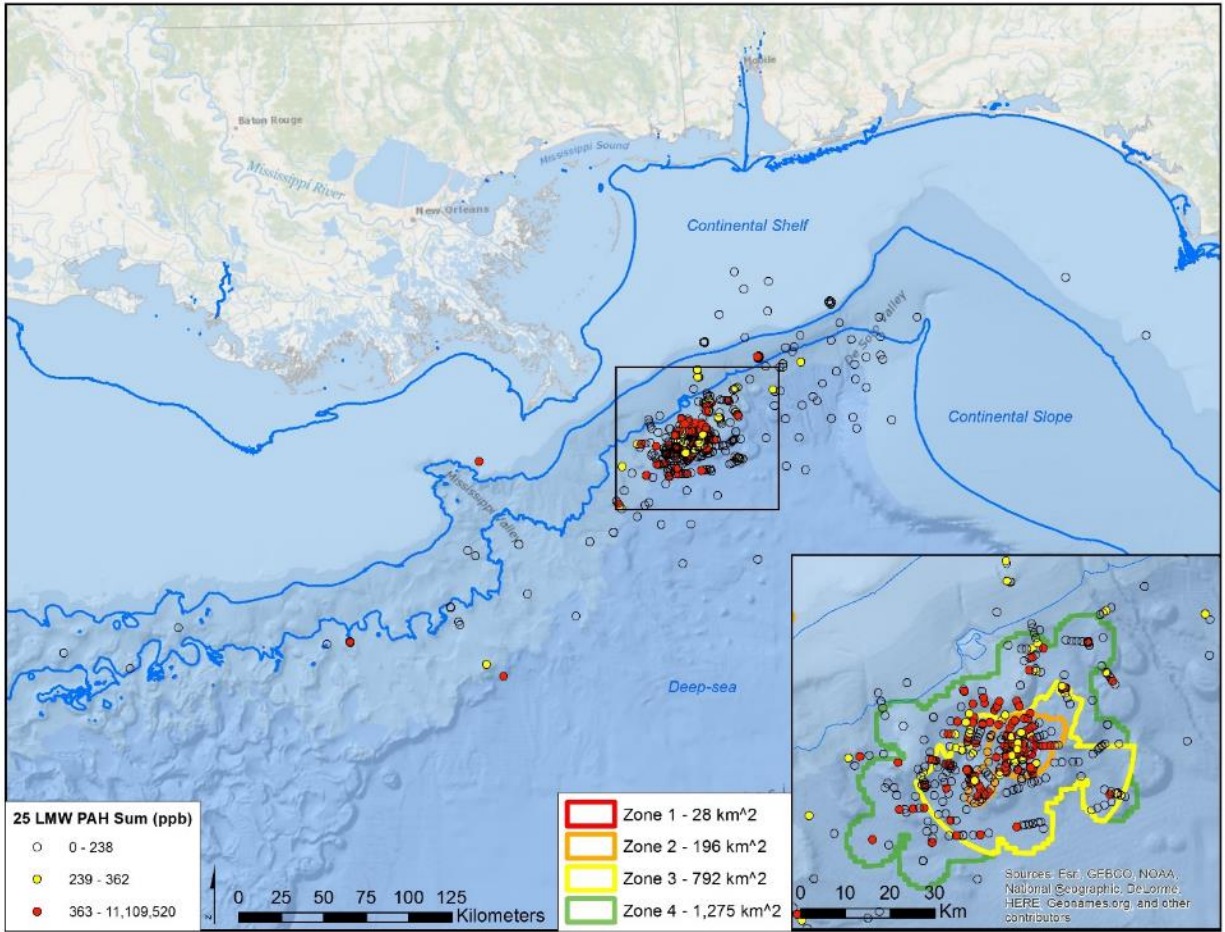 Mobile
Baton Rouge
Mississippi Sound
Mississippi River
New Orleans
Continental Shelf
De Soto Valley
Continental Slope
Mississippi Valley
Deep-sea
25 LMW PAH Sum (ppb)
0 - 238
239 - 362
363 - 11,109,520
0 25 50 75 100 125
Kilometers
Zone 1 - 28 km^2
Zone 2 - 196 km^2
Zone 3 - 792 km^2
Zone 4 - 1,275 km^2
Sources: Esri, GEBCO, NOAA,
National Geographic, DeLorme,
HERE, Geonames.org, and other
contributors
0 5 10 20 30
Km